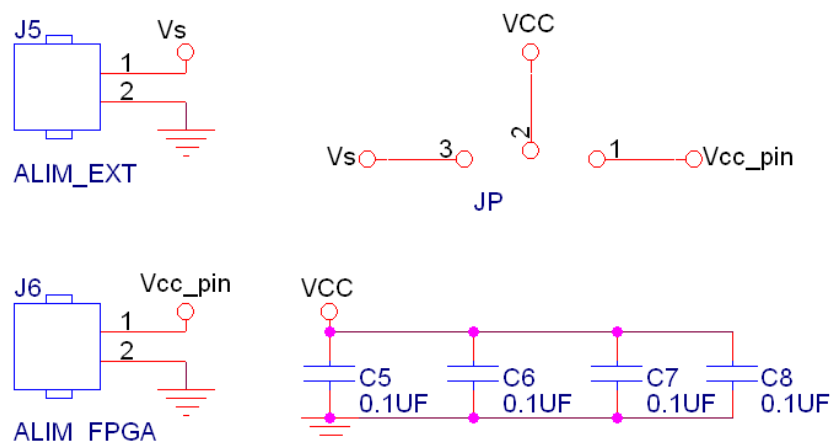 J5
Vs
1
2
ALIM_EXT
VCC
2
Vs
3
1
Vcc_pin
JP
J6
Vcc_pin
1
2
ALIM_FPGA
VCC
C5
0.1UF
C6
0.1UF
C7
0.1UF
C8
0.1UF